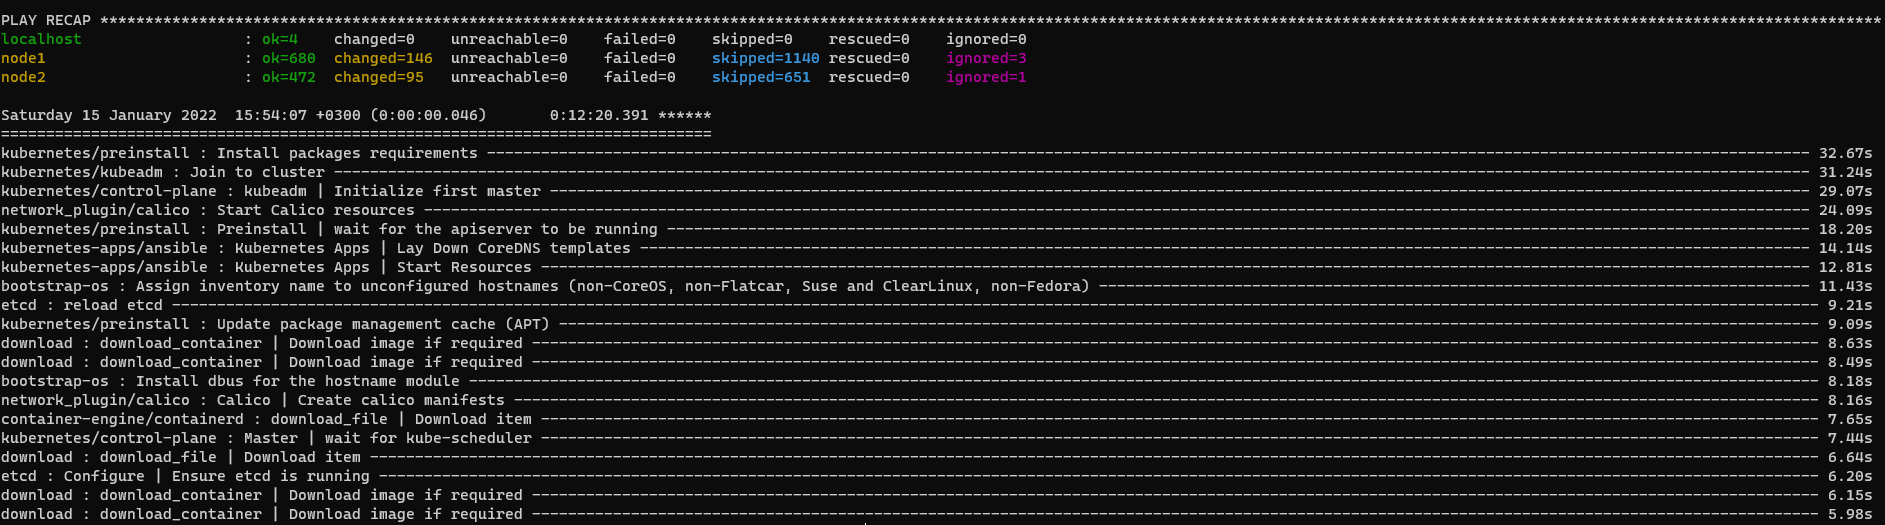 PLAY RECAP ******************************************************************************************************************************************************************************************************
localhost                  : ok=4    changed=0    unreachable=0    failed=0    skipped=0    rescued=0    ignored=0
node1                      : ok=680  changed=146  unreachable=0    failed=0    skipped=1140 rescued=0    ignored=3
node2                      : ok=472  changed=95   unreachable=0    failed=0    skipped=651  rescued=0    ignored=1
Saturday 15 January 2022  15:54:07 +0300 (0:00:00.046)       0:12:20.391 ******
===============================================================================
kubernetes/preinstall : Install packages requirements --------------------------------------------------------------------------------------------------------------------------------------------------- 32.67s
kubernetes/kubeadm : Join to cluster -------------------------------------------------------------------------------------------------------------------------------------------------------------------- 31.24s
kubernetes/control-plane : kubeadm | Initialize first master -------------------------------------------------------------------------------------------------------------------------------------------- 29.07s
network_plugin/calico : Start Calico resources ---------------------------------------------------------------------------------------------------------------------------------------------------------- 24.09s
kubernetes/preinstall : Preinstall | wait for the apiserver to be running ------------------------------------------------------------------------------------------------------------------------------- 18.20s
kubernetes-apps/ansible : Kubernetes Apps | Lay Down CoreDNS templates ---------------------------------------------------------------------------------------------------------------------------------- 14.14s
kubernetes-apps/ansible : Kubernetes Apps | Start Resources --------------------------------------------------------------------------------------------------------------------------------------------- 12.81s
bootstrap-os : Assign inventory name to unconfigured hostnames (non-CoreOS, non-Flatcar, Suse and ClearLinux, non-Fedora) ------------------------------------------------------------------------------- 11.43s
etcd : reload etcd --------------------------------------------------------------------------------------------------------------------------------------------------------------------------------------- 9.21s
kubernetes/preinstall : Update package management cache (APT) -------------------------------------------------------------------------------------------------------------------------------------------- 9.09s
download : download_container | Download image if required ----------------------------------------------------------------------------------------------------------------------------------------------- 8.63s
download : download_container | Download image if required ----------------------------------------------------------------------------------------------------------------------------------------------- 8.49s
bootstrap-os : Install dbus for the hostname module ------------------------------------------------------------------------------------------------------------------------------------------------------ 8.18s
network_plugin/calico : Calico | Create calico manifests ------------------------------------------------------------------------------------------------------------------------------------------------- 8.16s
container-engine/containerd : download_file | Download item ---------------------------------------------------------------------------------------------------------------------------------------------- 7.65s
kubernetes/control-plane : Master | wait for kube-scheduler ---------------------------------------------------------------------------------------------------------------------------------------------- 7.44s
download : download_file | Download item ----------------------------------------------------------------------------------------------------------------------------------------------------------------- 6.64s
etcd : Configure | Ensure etcd is running ---------------------------------------------------------------------------------------------------------------------------------------------------------------- 6.20s
download : download_container | Download image if required ----------------------------------------------------------------------------------------------------------------------------------------------- 6.15s
download : download_container | Download image if required ----------------------------------------------------------------------------------------------------------------------------------------------- 5.98s